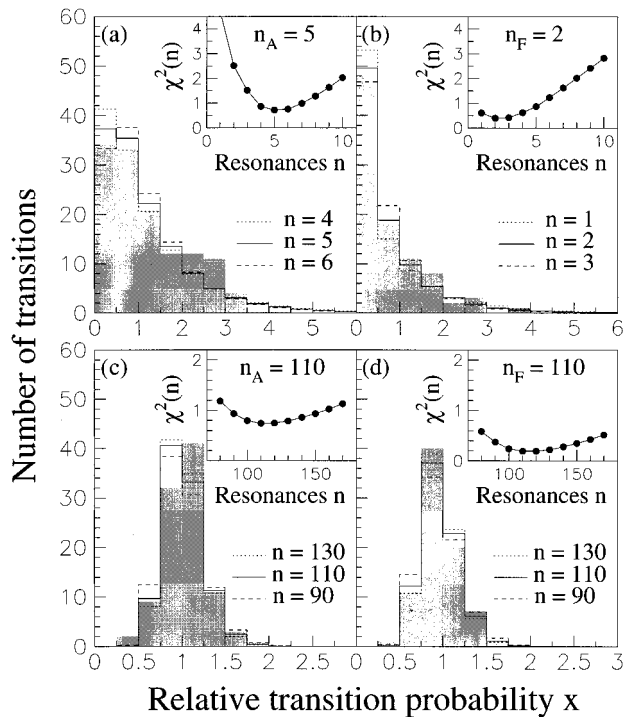 Number of transitions
60
50
40
30
20
10
0
(a)
χ²(n)
4
3
2
1
0
n_A = 5
0 5 10
Resonances n
n = 4
n = 5
n = 6
0 1 2 3 4 5
(b)
χ²(n)
4
3
2
1
0
n_F = 2
0 5 10
Resonances n
n = 1
n = 2
n = 3
0 1 2 3 4 5 6
60
50
40
30
20
10
0
(c)
χ²(n)
2
1
0
n_A = 110
100 150
Resonances n
n = 130
n = 110
n = 90
0 0.5 1 1.5 2 2.5
(d)
χ²(n)
2
1
0
n_F = 110
100 150
Resonances n
n = 130
n = 110
n = 90
0 0.5 1 1.5 2 2.5 3
Relative transition probability x